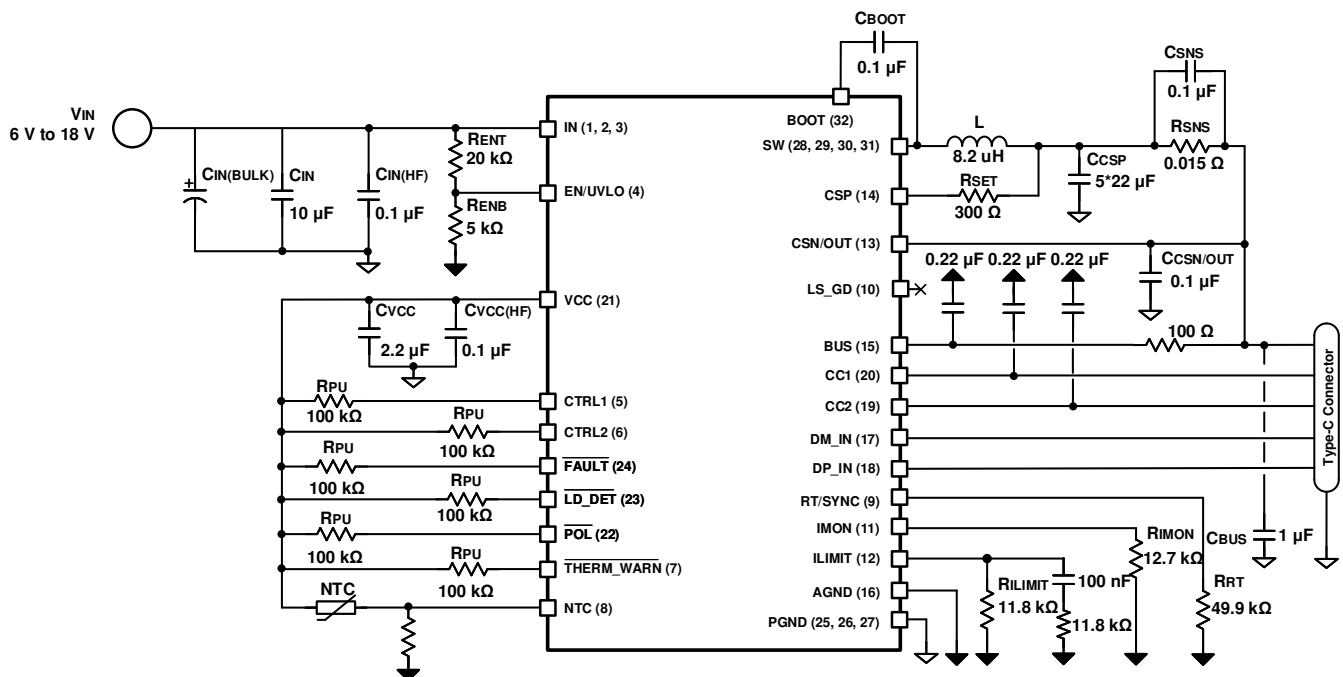 VIN
6 V to 18 V
CIN(BULK)
CIN
10 µF
CIN(HF)
0.1 µF
RENT
20 kΩ
RENB
5 kΩ
CVCC
2.2 µF
CVCC(HF)
0.1 µF
RPU
100 kΩ
RPU
100 kΩ
RPU
100 kΩ
RPU
100 kΩ
RPU
100 kΩ
RPU
100 kΩ
NTC
IN (1, 2, 3)
EN/UVLO (4)
VCC (21)
CTRL1 (5)
CTRL2 (6)
FAULT (24)
LD_DET (23)
POL (22)
THERM_WARN (7)
NTC (8)
BOOT (32)
SW (28, 29, 30, 31)
CSP (14)
CSN/OUT (13)
LS_GD (10)
BUS (15)
CC1 (20)
CC2 (19)
DM_IN (17)
DP_IN (18)
RT/SYNC (9)
IMON (11)
ILIMIT (12)
AGND (16)
PGND (25, 26, 27)
CBOOT
0.1 µF
L
8.2 uH
RSET
300 Ω
CCSP
5*22 µF
CSNS
0.1 µF
RSNS
0.015 Ω
0.22 µF 0.22 µF 0.22 µF
CCSN/OUT
0.1 µF
100 Ω
Type-C Connector
CBUS
1 µF
RILIMIT
11.8 kΩ
100 nF
11.8 kΩ
RIMON
12.7 kΩ
RRT
49.9 kΩ